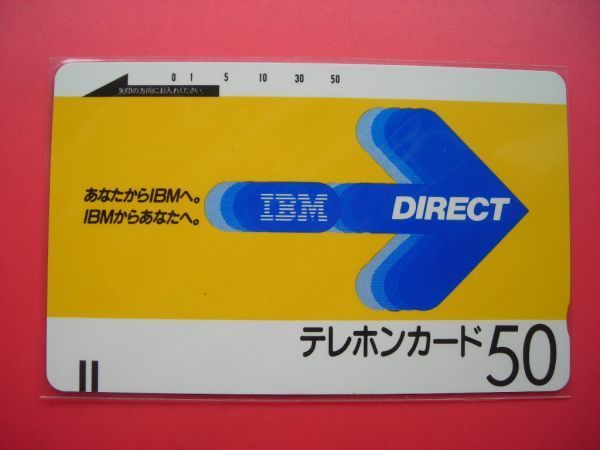 0 1 5 10 30 50
矢印の方向にお入れください
あなたからIBMへ。
IBMからあなたへ。
IBM DIRECT
テレホンカード50